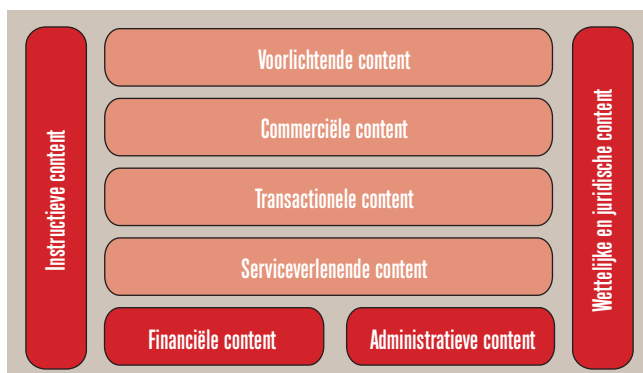 Instructieve content
Voorlichtende content
Commerciële content
Transactionele content
Serviceverlenende content
Financiële content
Administratieve content
Wettelijke en juridische content